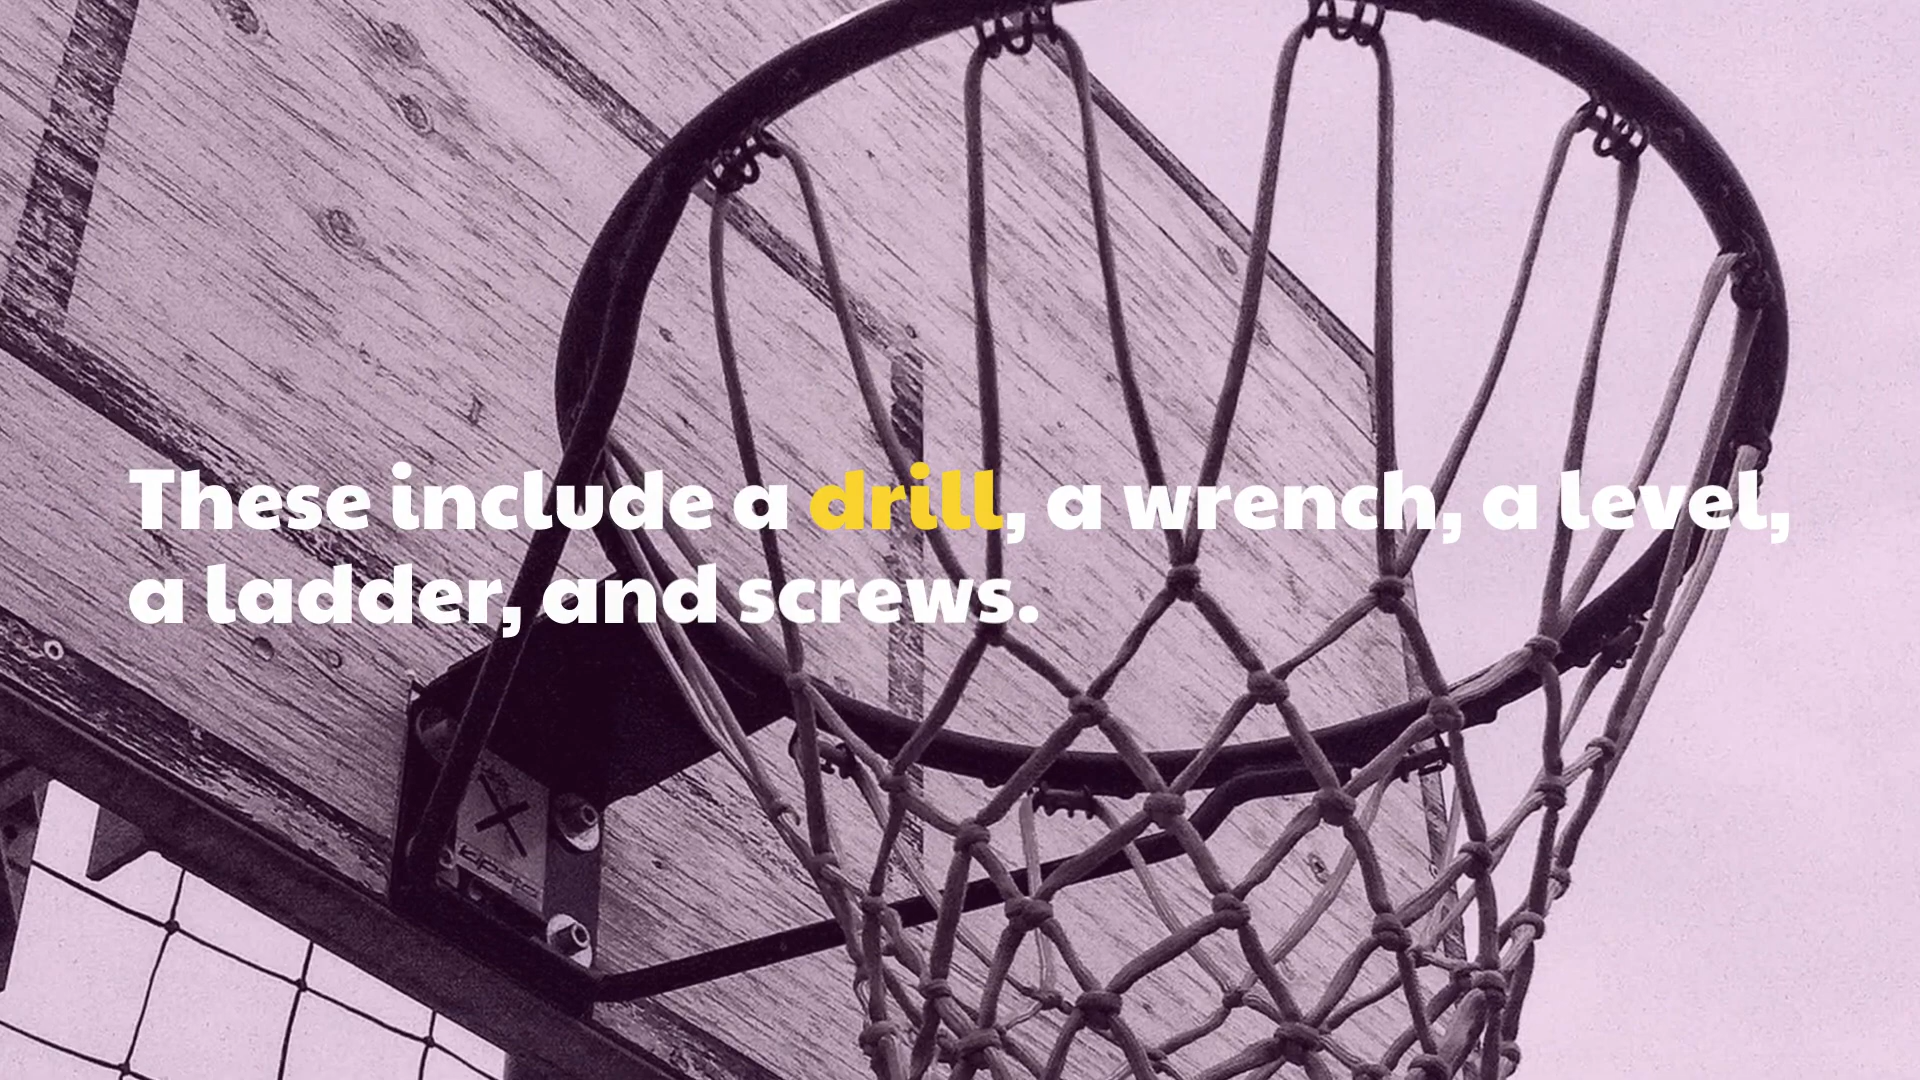 These include a drill, a wrench, a level,
a ladder, and screws.